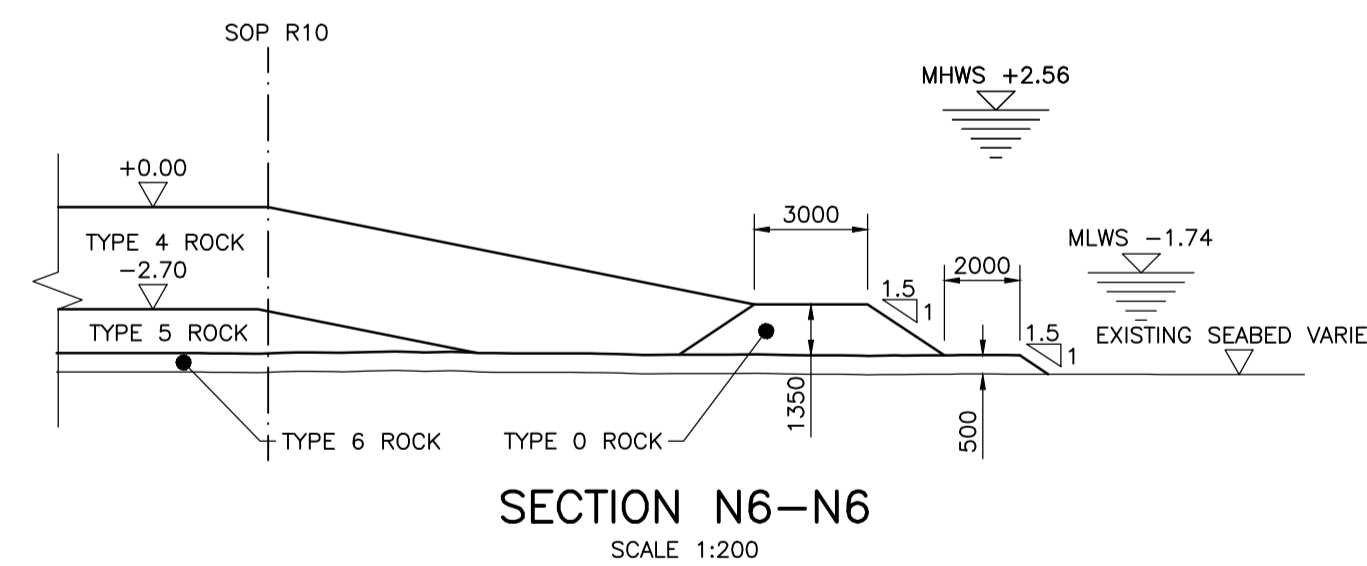 SOP R10
MHWS +2.56
+0.00
3000
MLWS −1.74
TYPE 4 ROCK
−2.70
2000
1.5
1
TYPE 5 ROCK
1.5
1
EXISTING SEABED VARIE
1350
500
TYPE 6 ROCK
TYPE 0 ROCK
SECTION N6−N6
SCALE 1:200